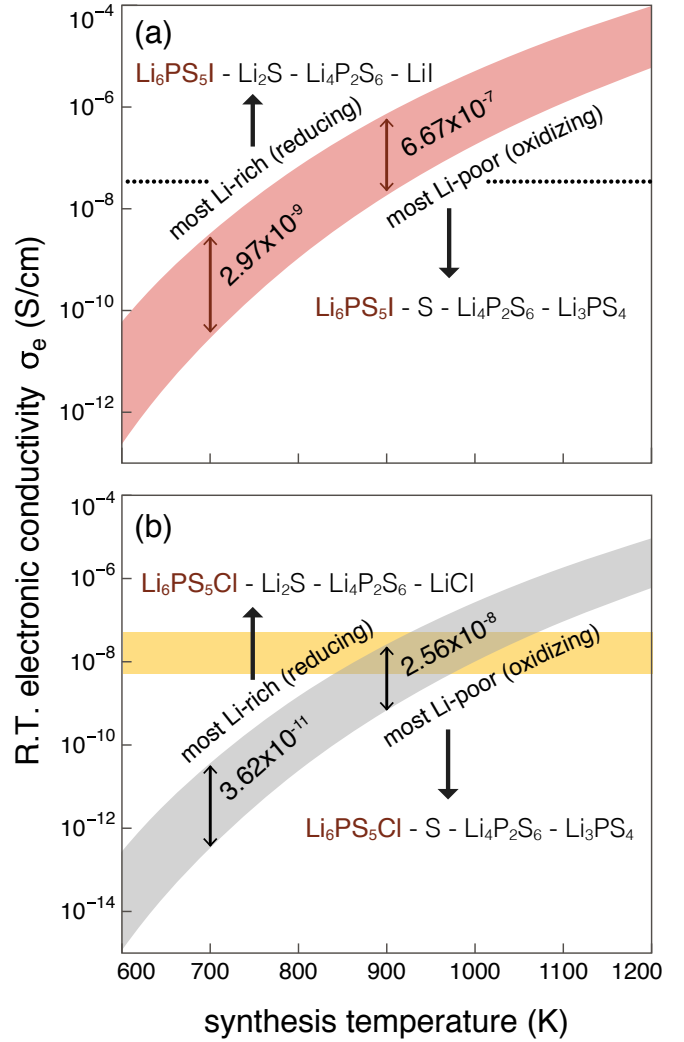 (a)
Li₆PS₅I - Li₂S - Li₄P₂S₆ - LiI
most Li-rich (reducing)
6.67x10⁻⁷
most Li-poor (oxidizing)
2.97x10⁻⁹
Li₆PS₅I - S - Li₄P₂S₆ - Li₃PS₄
10⁻⁴
10⁻⁶
10⁻⁸
10⁻¹⁰
10⁻¹²
R.T. electronic conductivity σₑ (S/cm)
(b)
Li₆PS₅Cl - Li₂S - Li₄P₂S₆ - LiCl
most Li-rich (reducing)
2.56x10⁻⁸
most Li-poor (oxidizing)
3.62x10⁻¹¹
Li₆PS₅Cl - S - Li₄P₂S₆ - Li₃PS₄
10⁻⁴
10⁻⁶
10⁻⁸
10⁻¹⁰
10⁻¹²
10⁻¹⁴
600 700 800 900 1000 1100 1200
synthesis temperature (K)